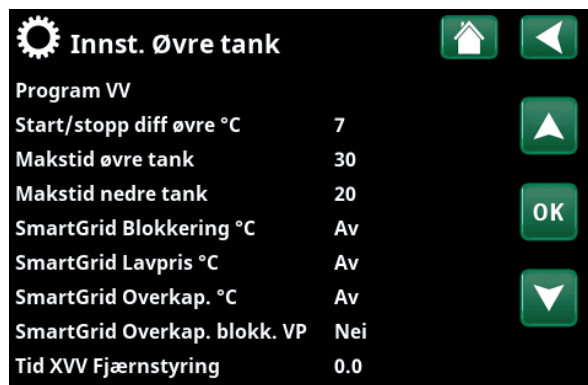 Innst. Øvre tank
Program VV
Start/stopp diff øvre °C 7
Makstid øvre tank 30
Makstid nedre tank 20
SmartGrid Blokkering °C Av
SmartGrid Lavpris °C Av
SmartGrid Overkap. °C Av
SmartGrid Overkap. blokk. VP Nei
Tid XVV Fjærnstyring 0.0
OK